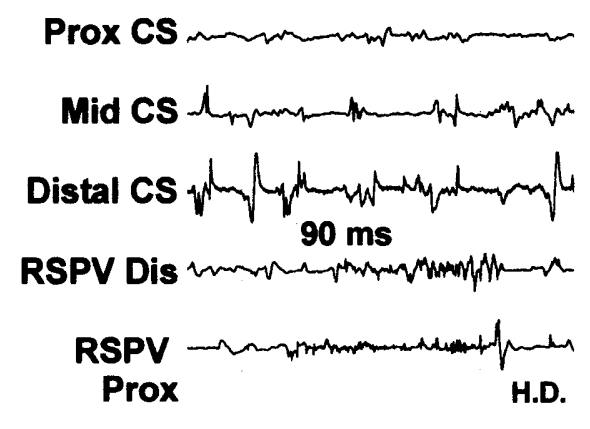 Prox CS
Mid CS
Distal CS
90 ms
RSPV Dis
RSPV
Prox
H.D.